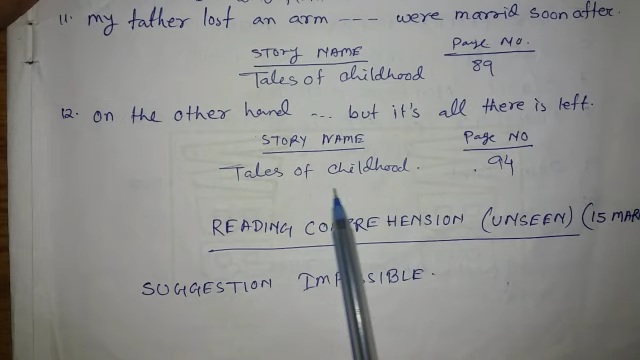 11. my father lost an arm --- were marrid soon after.
STORY NAME Page No.
Tales of childhood 89
12. on the other hand ... but it's all there is left.
STORY NAME Page NO
Tales of childhood. 94
READING COMPREHENSION (UNSEEN) (15 MAR
SUGGESTION